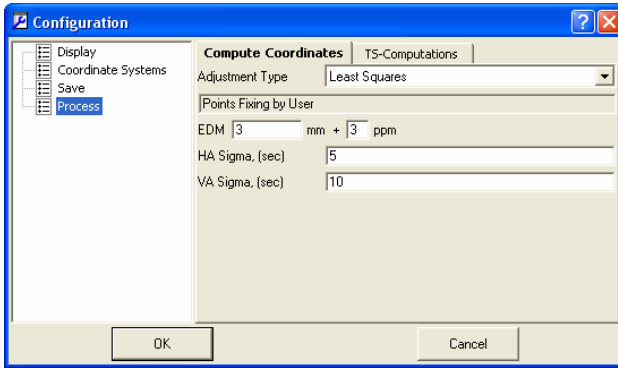 Configuration
Display
Coordinate Systems
Save
Process
Compute Coordinates TS-Computations
Adjustment Type Least Squares
Points Fixing by User
EDM 3 mm + 3 ppm
HA Sigma, (sec) 5
VA Sigma, (sec) 10
OK Cancel